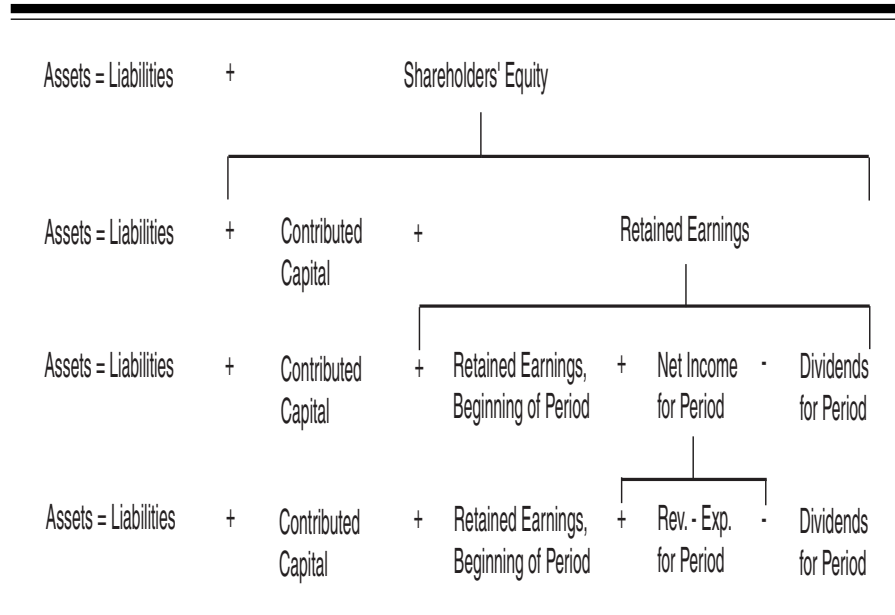 Assets = Liabilities + Shareholders' Equity
Assets = Liabilities + Contributed + Retained Earnings
Capital
Assets = Liabilities + Contributed + Retained Earnings, + Net Income - Dividends
Capital Beginning of Period for Period for Period
Assets = Liabilities + Contributed + Retained Earnings, + Rev. - Exp. - Dividends
Capital Beginning of Period for Period for Period